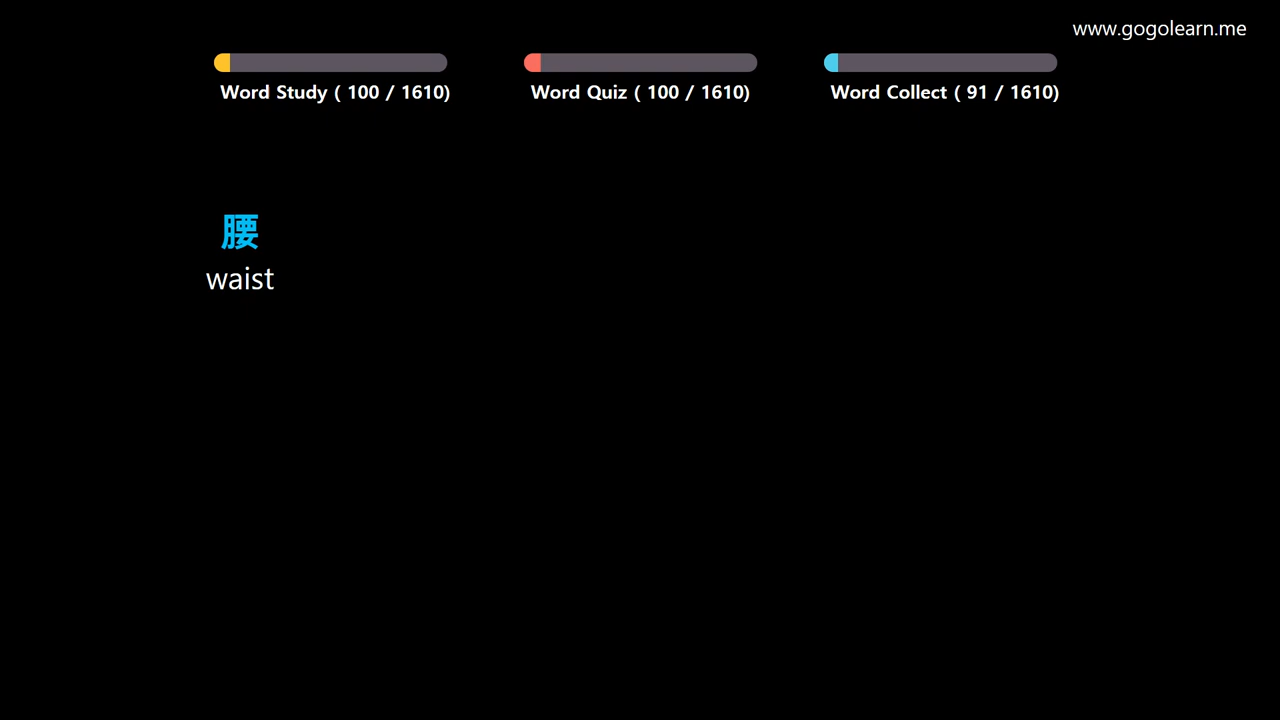 www.gogolearn.me
Word Study ( 100 / 1610)
Word Quiz ( 100 / 1610)
Word Collect ( 91 / 1610)
腰
waist